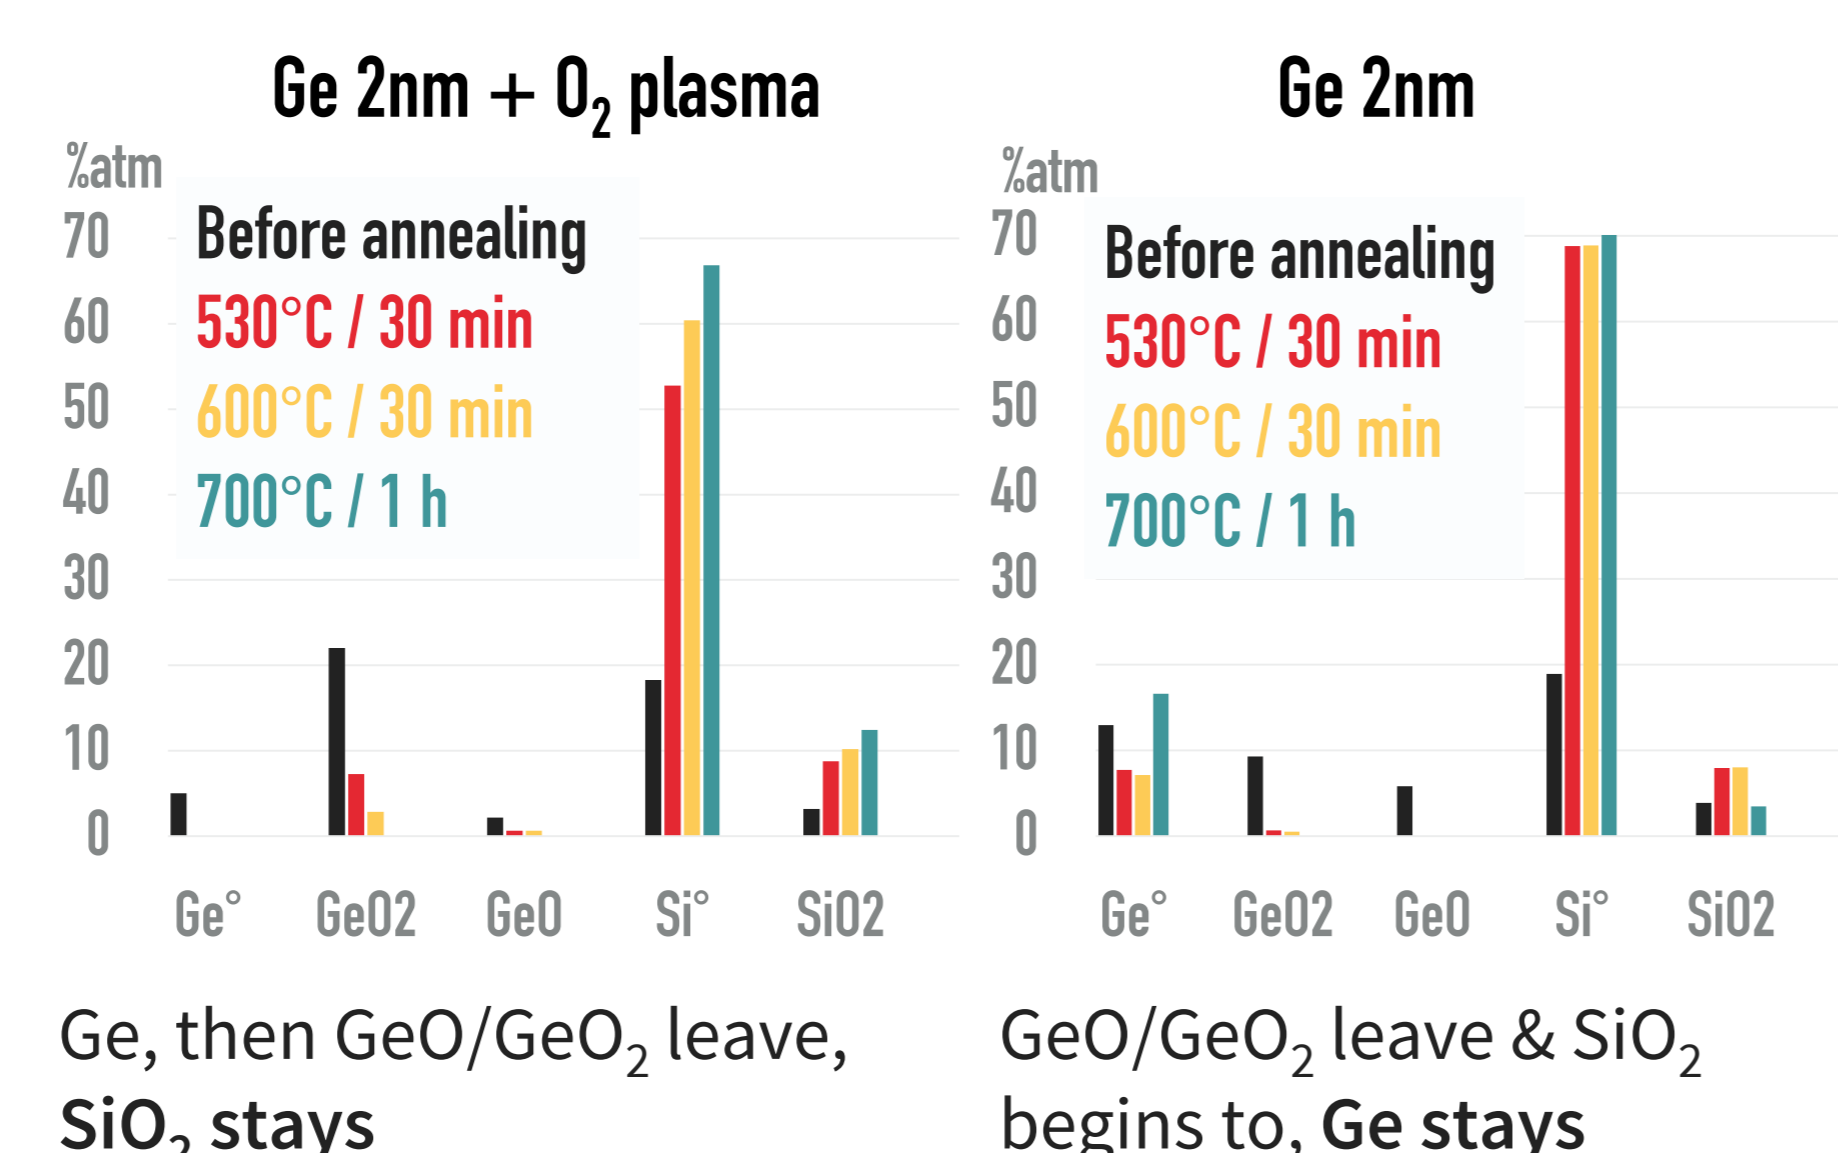 Ge 2nm + O₂ plasma
%atm
70
60
50
40
30
20
10
0
Before annealing
530°C / 30 min
600°C / 30 min
700°C / 1 h
Ge° GeO2 GeO Si° SiO2
Ge, then GeO/GeO₂ leave,
SiO₂ stays
Ge 2nm
%atm
70
60
50
40
30
20
10
0
Before annealing
530°C / 30 min
600°C / 30 min
700°C / 1 h
Ge° GeO2 GeO Si° SiO2
GeO/GeO₂ leave & SiO₂
begins to, Ge stays